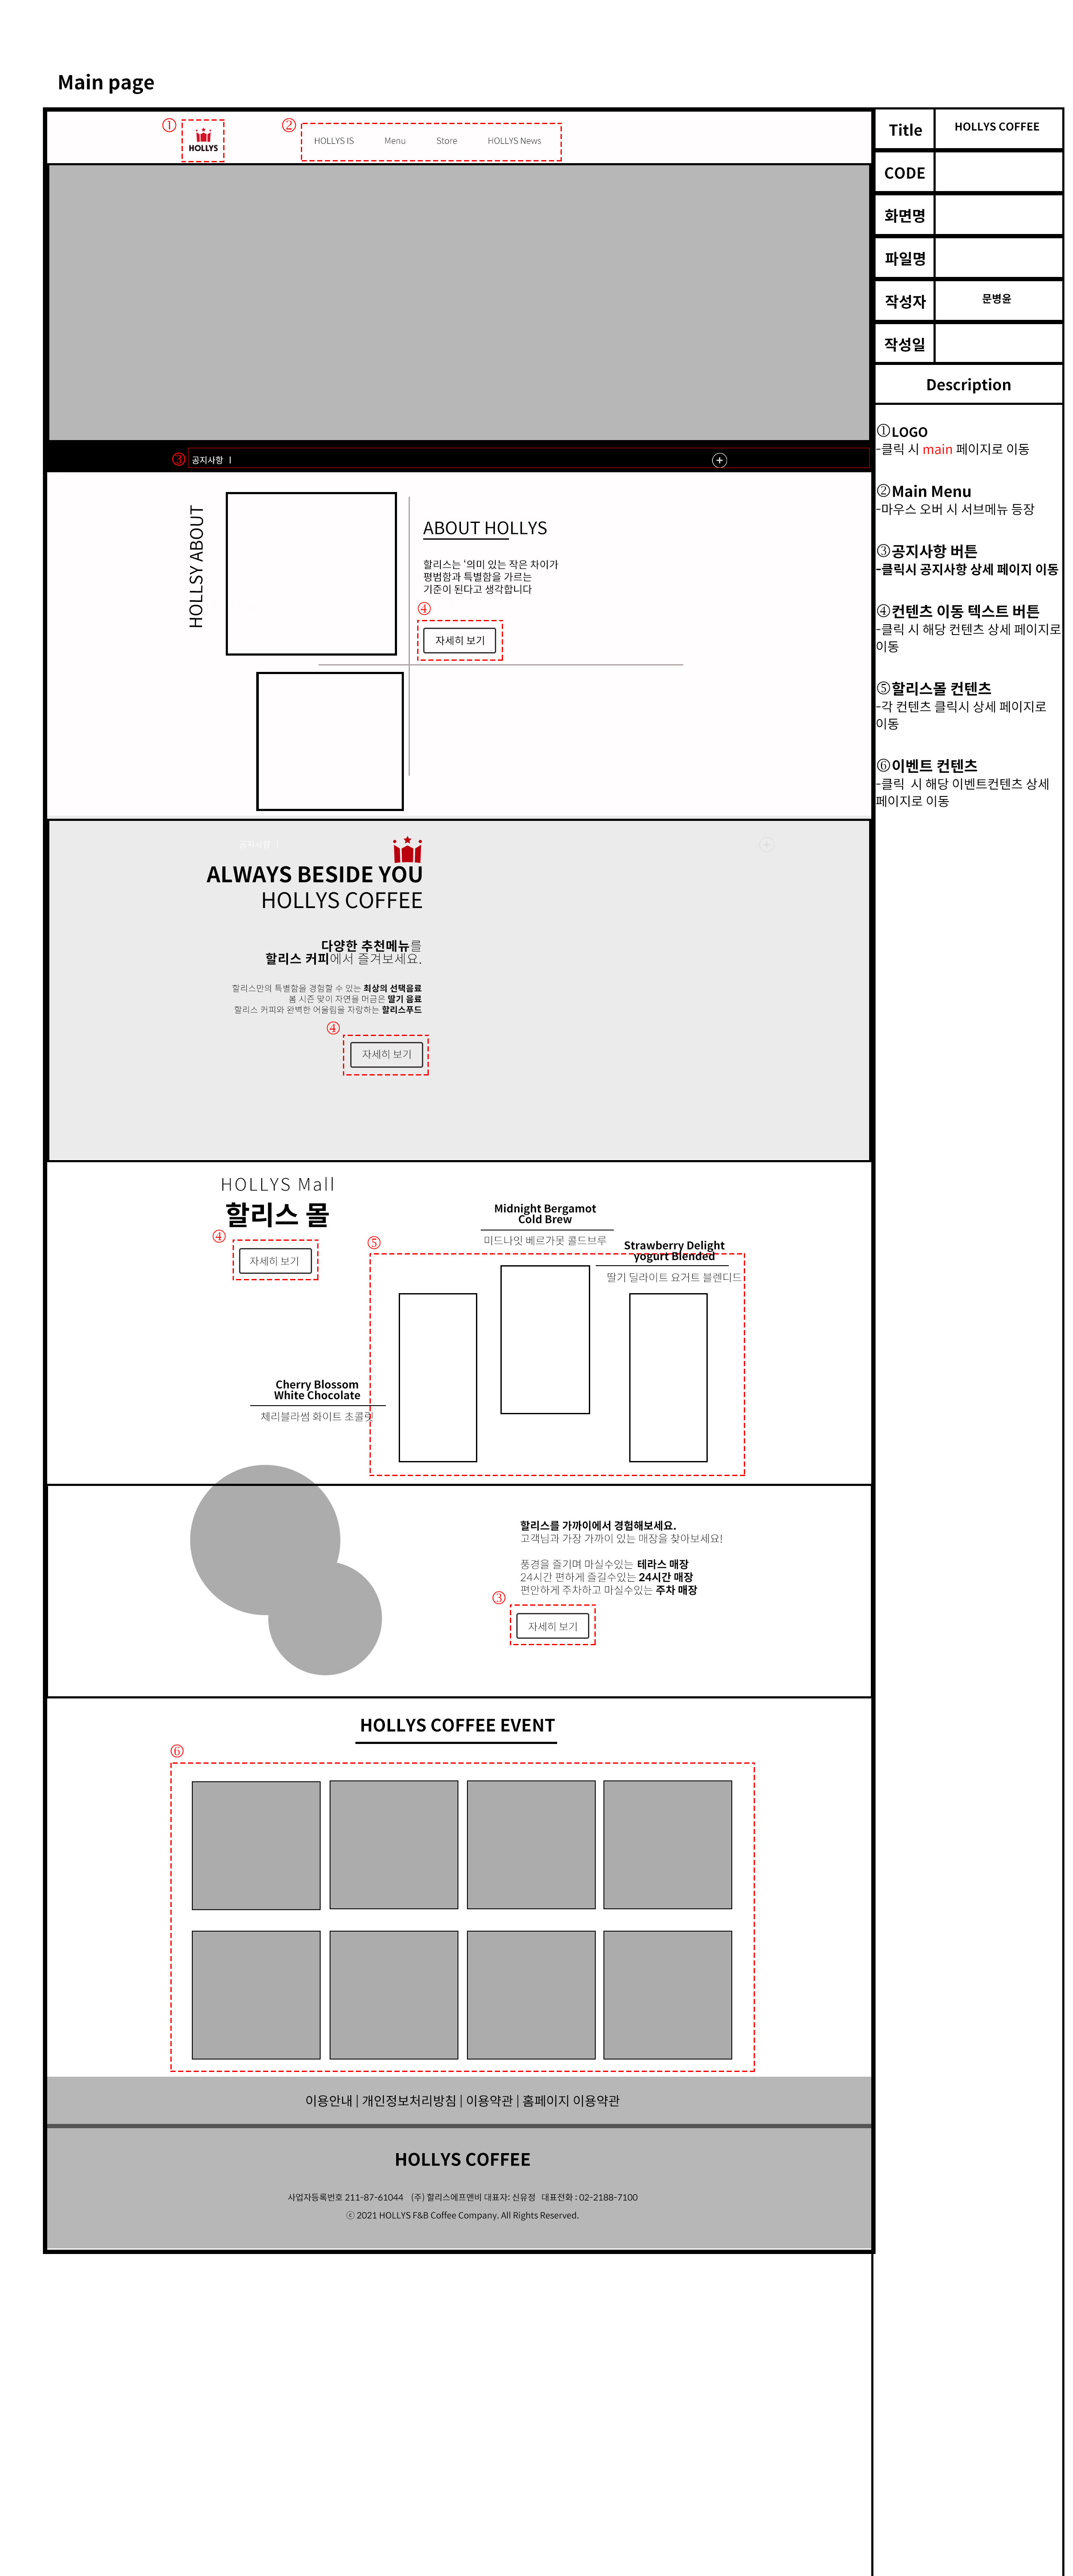 Main page
①
HOLLYS
②
HOLLYS IS Menu Store HOLLYS News
③ 공지사항 |
HOLLSY ABOUT
ABOUT HOLLYS
할리스는 ‘의미 있는 작은 차이가
평범함과 특별함을 가르는
기준이 된다고 생각합니다
④
자세히 보기
공지사항 |
ALWAYS BESIDE YOU
HOLLYS COFFEE
다양한 추천메뉴를
할리스 커피에서 즐겨보세요.
할리스만의 특별함을 경험할 수 있는 최상의 선택음료
봄 시즌 맞이 자연을 머금은 딸기 음료
할리스 커피와 완벽한 어울림을 자랑하는 할리스푸드
④
자세히 보기
HOLLYS Mall
할리스 몰
④
자세히 보기
⑤
Midnight Bergamot
Cold Brew
미드나잇 베르가못 콜드브루
Strawberry Delight
yogurt Blended
딸기 딜라이트 요거트 블렌디드
Cherry Blossom
White Chocolate
체리블라썸 화이트 초콜릿
할리스를 가까이에서 경험해보세요.
고객님과 가장 가까이 있는 매장을 찾아보세요!
풍경을 즐기며 마실수있는 테라스 매장
24시간 편하게 즐길수있는 24시간 매장
편안하게 주차하고 마실수있는 주차 매장
③
자세히 보기
HOLLYS COFFEE EVENT
⑥
이용안내 | 개인정보처리방침 | 이용약관 | 홈페이지 이용약관
HOLLYS COFFEE
사업자등록번호 211-87-61044 (주) 할리스에프앤비 대표자: 신유정 대표전화 : 02-2188-7100
ⓒ 2021 HOLLYS F&B Coffee Company. All Rights Reserved.
Title HOLLYS COFFEE
CODE
화면명
파일명
작성자 문병윤
작성일
Description
①LOGO
-클릭 시 main 페이지로 이동
②Main Menu
-마우스 오버 시 서브메뉴 등장
③공지사항 버튼
-클릭시 공지사항 상세 페이지 이동
④컨텐츠 이동 텍스트 버튼
-클릭 시 해당 컨텐츠 상세 페이지로
이동
⑤할리스몰 컨텐츠
-각 컨텐츠 클릭시 상세 페이지로
이동
⑥이벤트 컨텐츠
-클릭 시 해당 이벤트컨텐츠 상세
페이지로 이동